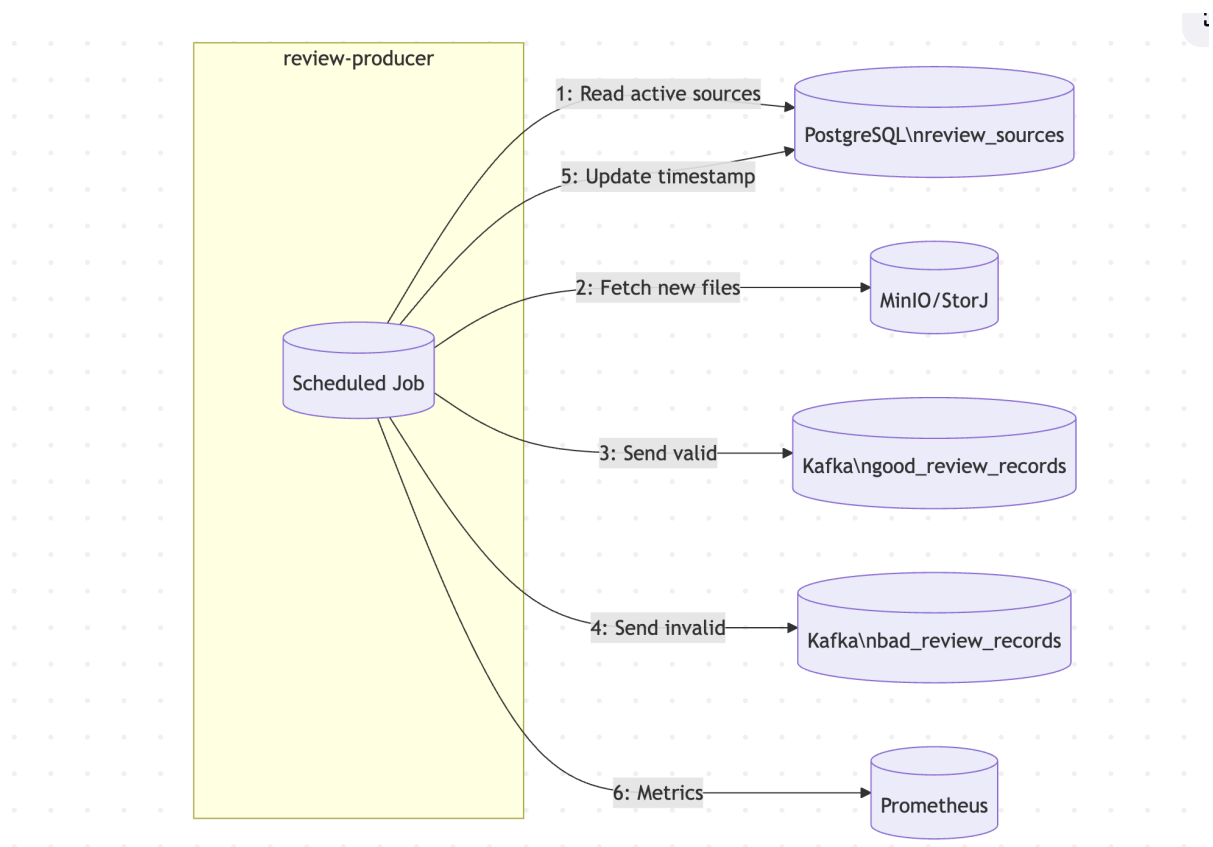 review-producer
1: Read active sources
PostgreSQL\nreview_sources
5: Update timestamp
2: Fetch new files
MinIO/StorJ
Scheduled Job
3: Send valid
Kafka\ngood_review_records
4: Send invalid
Kafka\nbad_review_records
6: Metrics
Prometheus